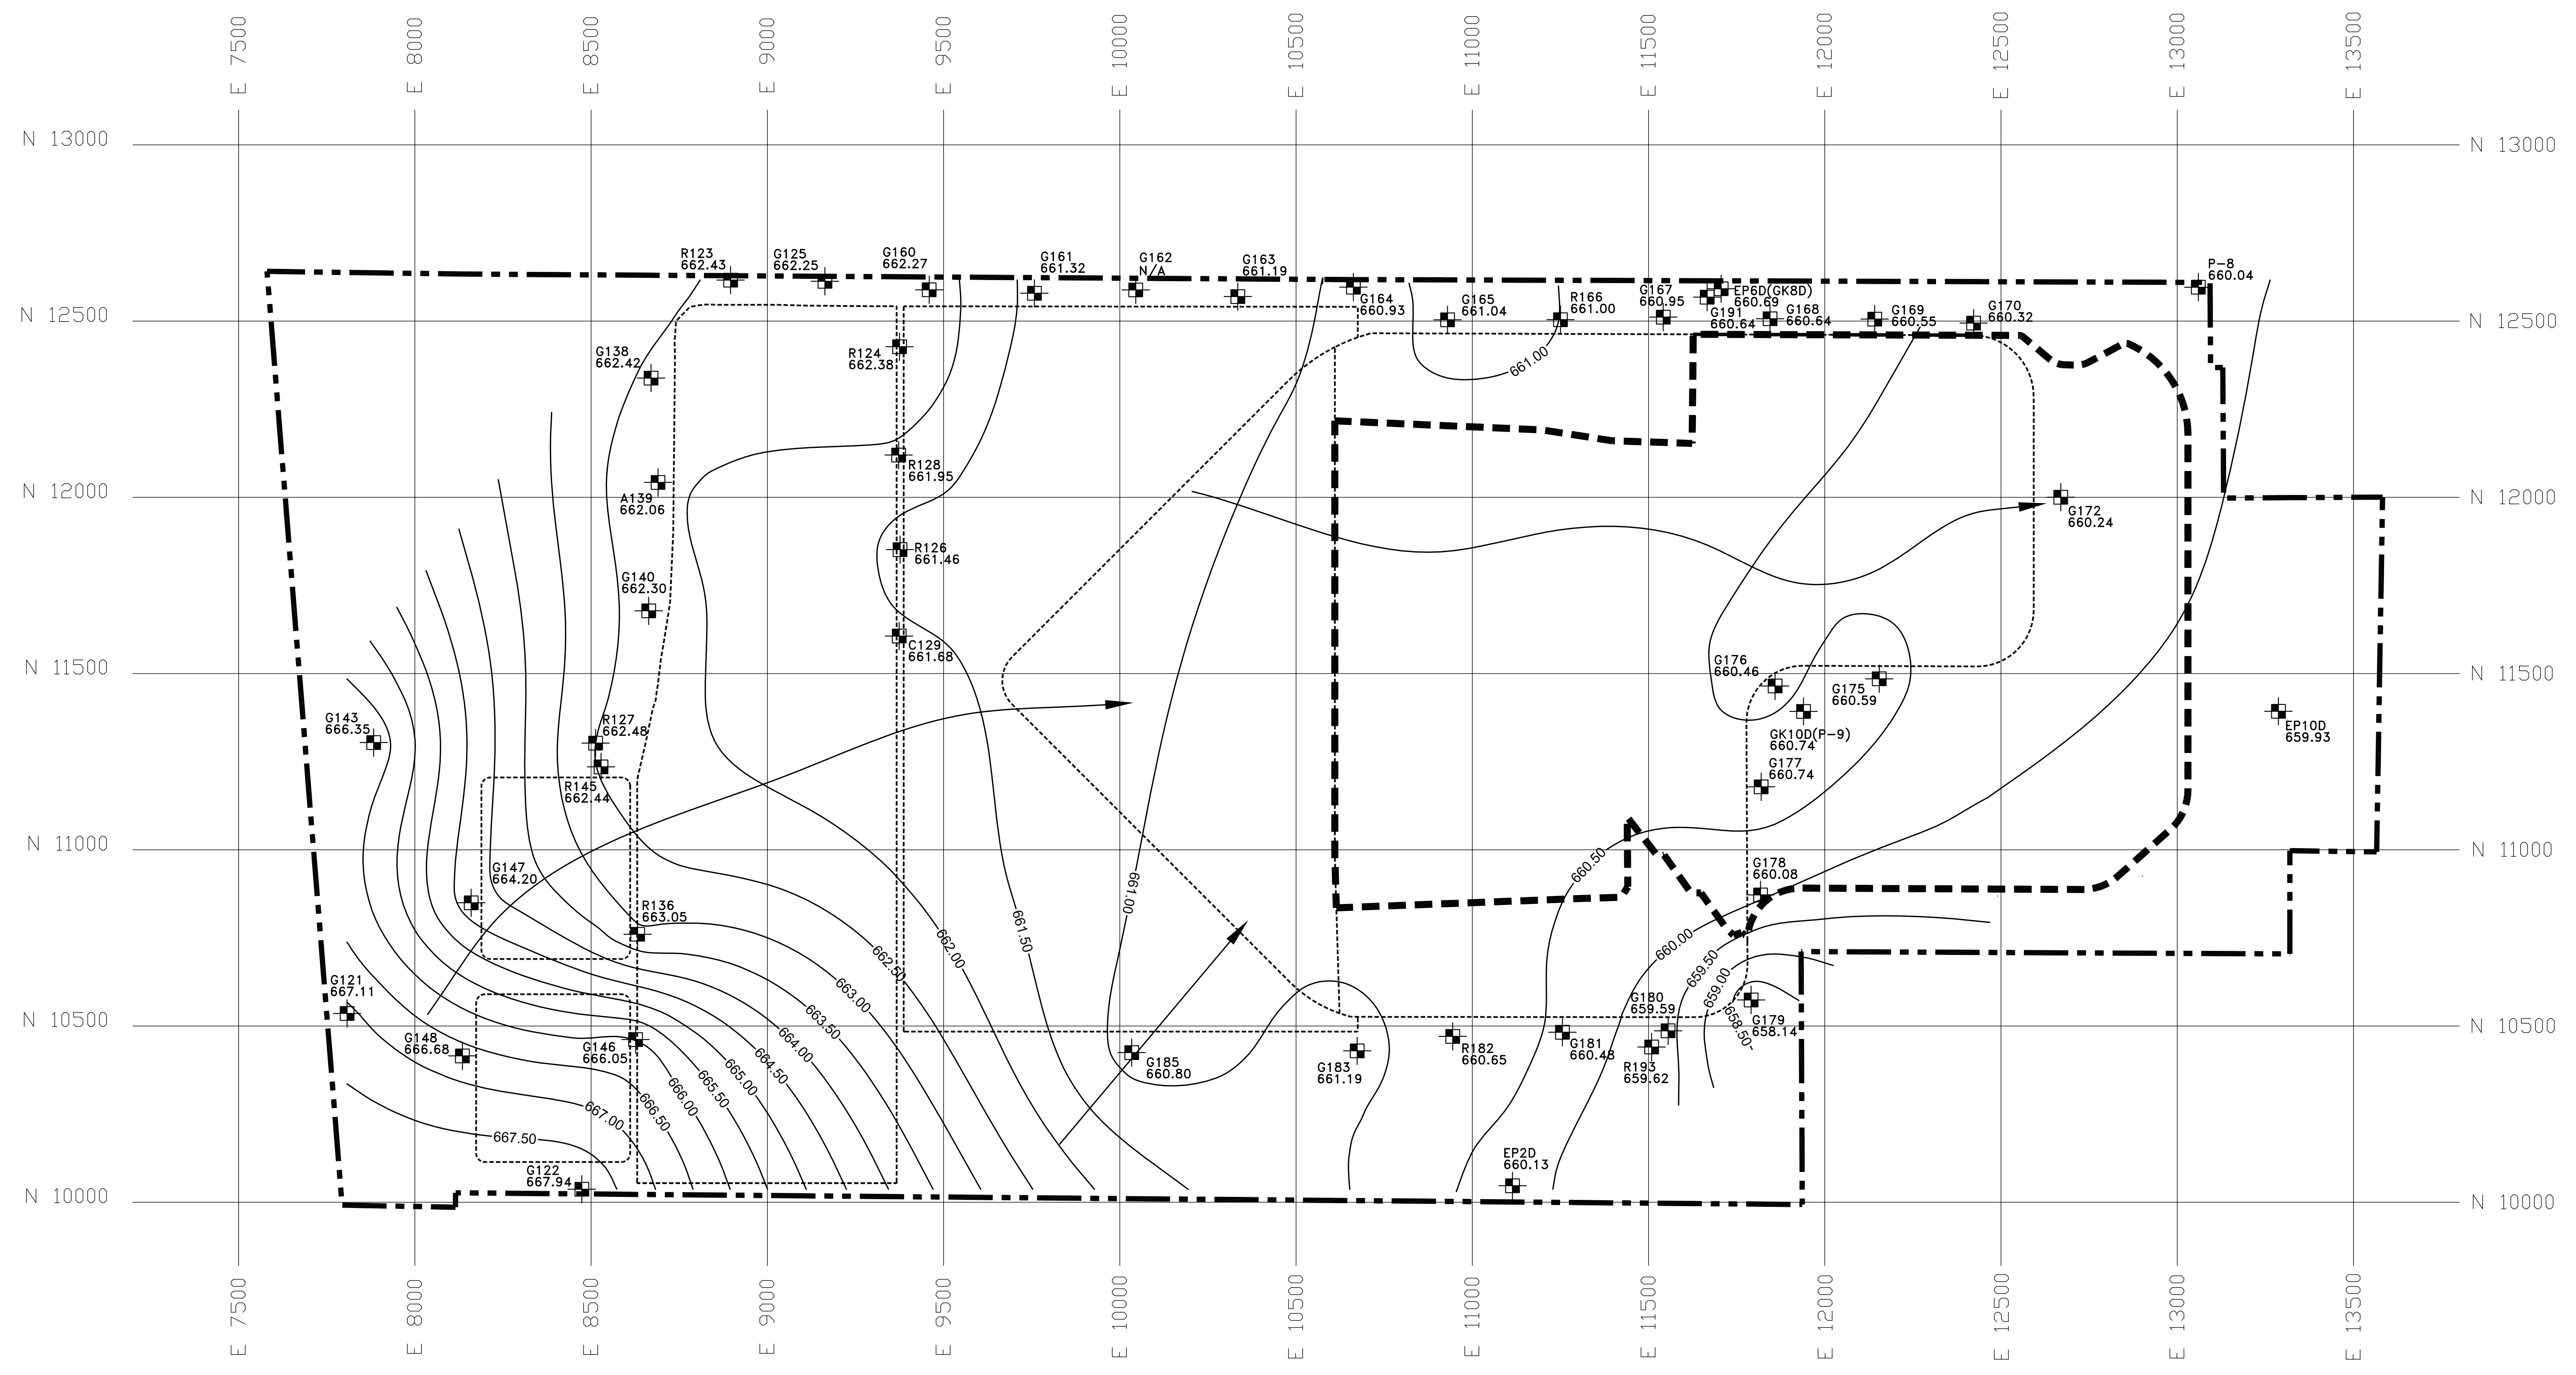 E 7500
E 8000
E 8500
E 9000
E 9500
E 10000
E 10500
E 11000
E 11500
E 12000
E 12500
E 13000
E 13500
N 13000
N 13000
R123
662.43
G125
662.25
G160
662.27
G161
661.32
G162
N/A
G163
661.19
G164
660.93
G165
661.04
R166
661.00
G167
660.95
EP6D(GK8D)
660.69
G191
660.64
G168
660.64
G169
660.55
G170
660.32
P-8
660.04
N 12500
N 12500
G138
662.42
R124
662.38
661.00
R128
661.95
N 12000
N 12000
A139
662.06
G172
660.24
R126
661.46
G140
662.30
C129
661.68
N 11500
N 11500
G176
660.46
G175
660.59
G143
666.35
R127
662.48
GK10D(P-9)
660.74
EP10D
659.93
R145
662.44
G177
660.74
N 11000
N 11000
G147
664.20
661.00
660.50
G178
660.08
R136
663.05
662.50
662.00
661.50
660.00
659.50
659.00
658.50
G121
667.11
663.00
663.50
664.00
664.50
665.00
665.50
666.00
666.50
667.00
667.50
N 10500
N 10500
G148
666.68
G146
666.05
G185
660.80
G183
661.19
R182
660.65
G181
660.48
G180
659.59
R193
659.62
G179
658.14
G122
667.94
EP2D
660.13
N 10000
N 10000
E 7500
E 8000
E 8500
E 9000
E 9500
E 10000
E 10500
E 11000
E 11500
E 12000
E 12500
E 13000
E 13500